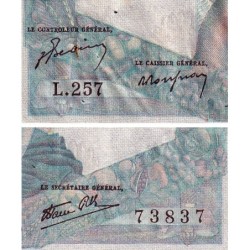 LE CONTROLEUR GÉNÉRAL,
LE CAISSIER GÉNÉRAL,
L.257
LE SECRÉTAIRE GÉNÉRAL,
73837